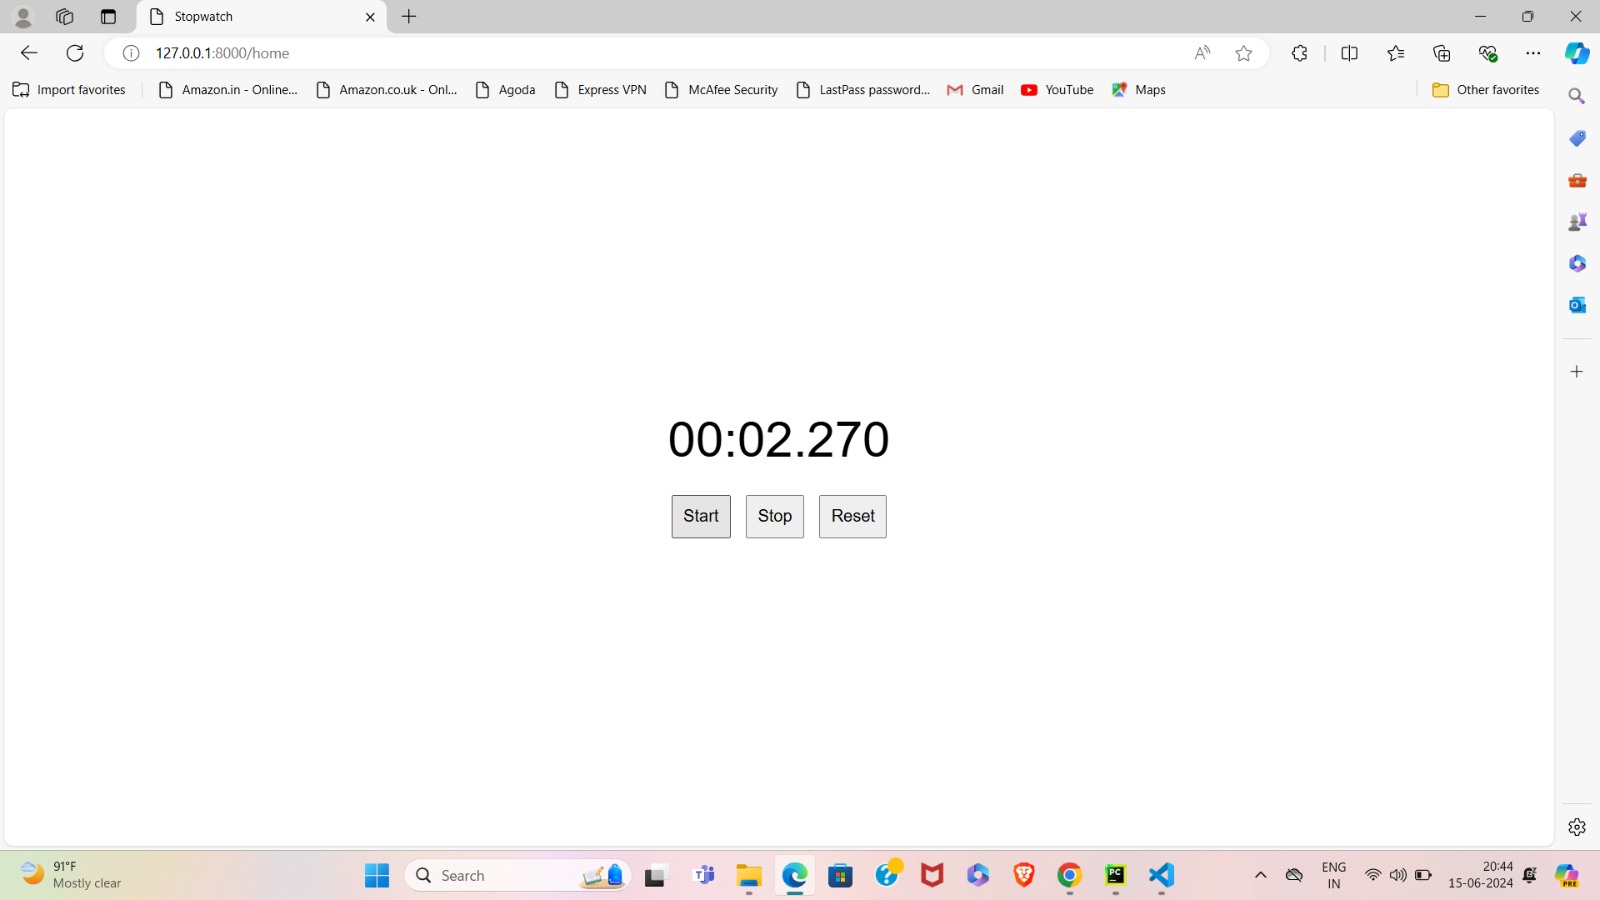 Stopwatch
127.0.0.1:8000/home
Import favorites Amazon.in - Online... Amazon.co.uk - Onl... Agoda Express VPN McAfee Security LastPass password... Gmail YouTube Maps Other favorites
00:02.270
Start Stop Reset
91°F
Mostly clear
Search
ENG
IN
20:44
15-06-2024